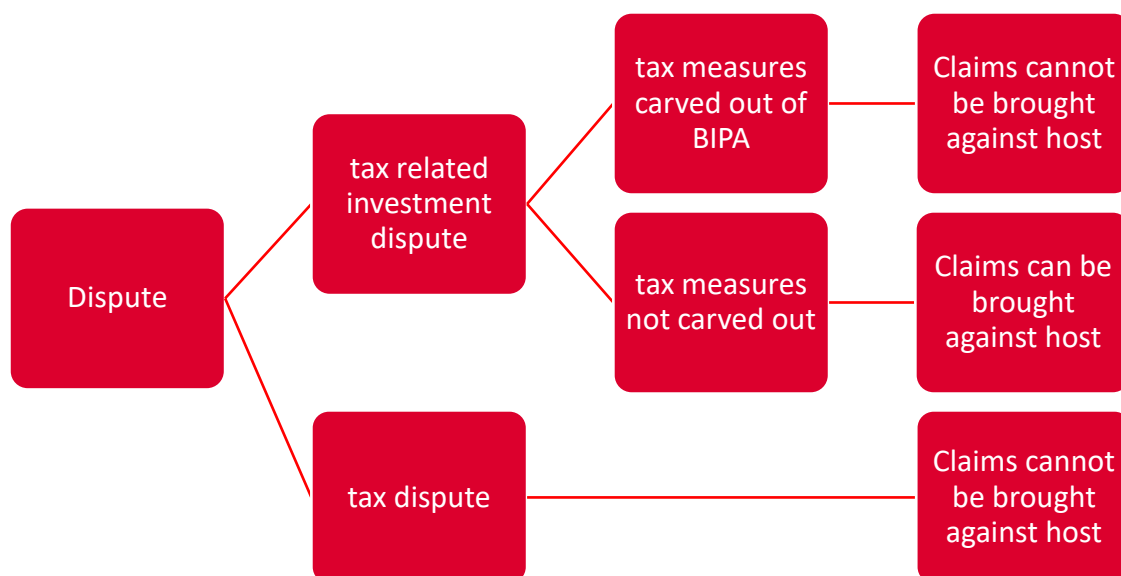 Dispute
tax related
investment
dispute
tax measures
carved out of
BIPA
Claims cannot
be brought
against host
tax measures
not carved out
Claims can be
brought
against host
tax dispute
Claims cannot
be brought
against host